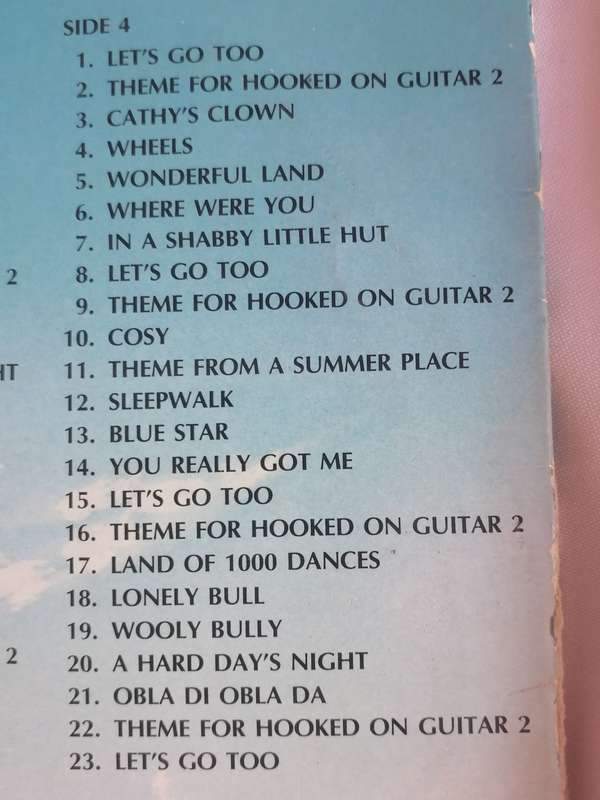 SIDE 4
1. LET'S GO TOO
2. THEME FOR HOOKED ON GUITAR 2
3. CATHY'S CLOWN
4. WHEELS
5. WONDERFUL LAND
6. WHERE WERE YOU
7. IN A SHABBY LITTLE HUT
2 8. LET'S GO TOO
9. THEME FOR HOOKED ON GUITAR 2
10. COSY
HT 11. THEME FROM A SUMMER PLACE
12. SLEEPWALK
13. BLUE STAR
14. YOU REALLY GOT ME
15. LET'S GO TOO
16. THEME FOR HOOKED ON GUITAR 2
17. LAND OF 1000 DANCES
18. LONELY BULL
19. WOOLY BULLY
2 20. A HARD DAY'S NIGHT
21. OBLA DI OBLA DA
22. THEME FOR HOOKED ON GUITAR 2
23. LET'S GO TOO